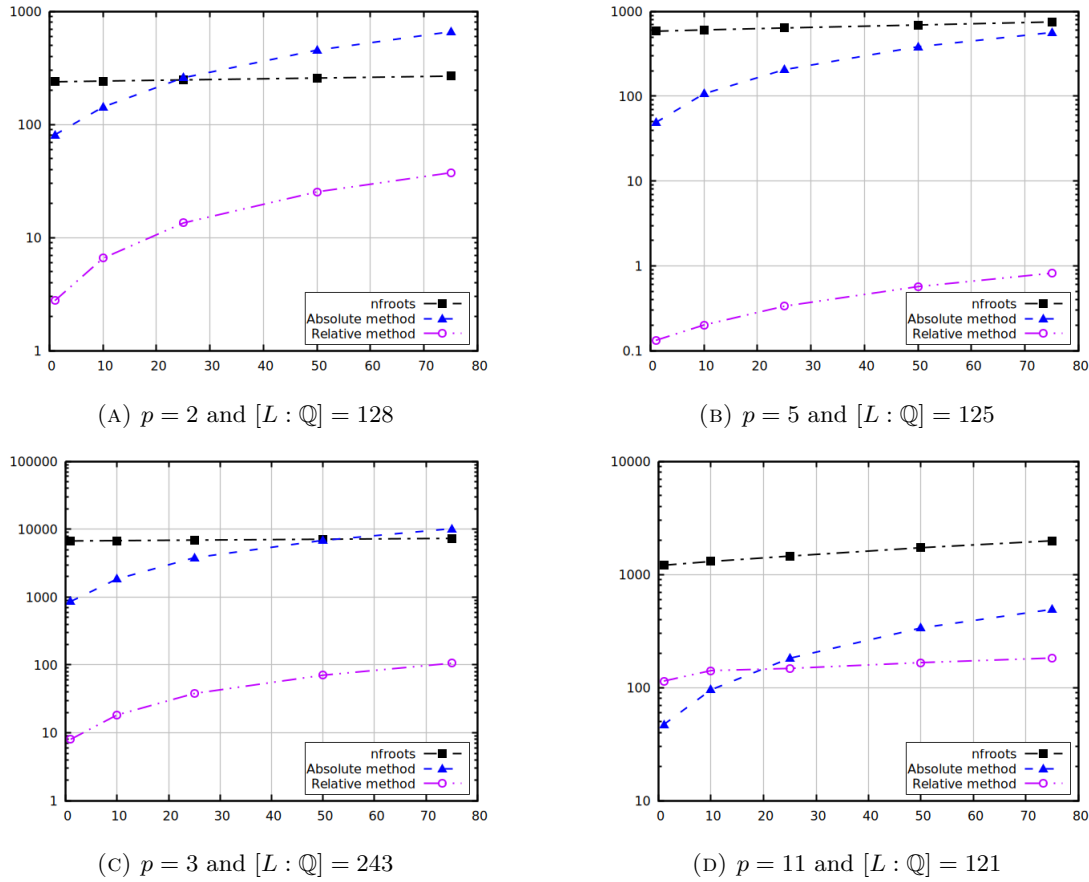 1000
100
10
1
0 10 20 30 40 50 60 70 80
nfroots
Absolute method
Relative method
(A) p = 2 and [L : ℚ] = 128
1000
100
10
1
0.1
0 10 20 30 40 50 60 70 80
nfroots
Absolute method
Relative method
(B) p = 5 and [L : ℚ] = 125
100000
10000
1000
100
10
1
0 10 20 30 40 50 60 70 80
nfroots
Absolute method
Relative method
(C) p = 3 and [L : ℚ] = 243
10000
1000
100
10
0 10 20 30 40 50 60 70 80
nfroots
Absolute method
Relative method
(D) p = 11 and [L : ℚ] = 121